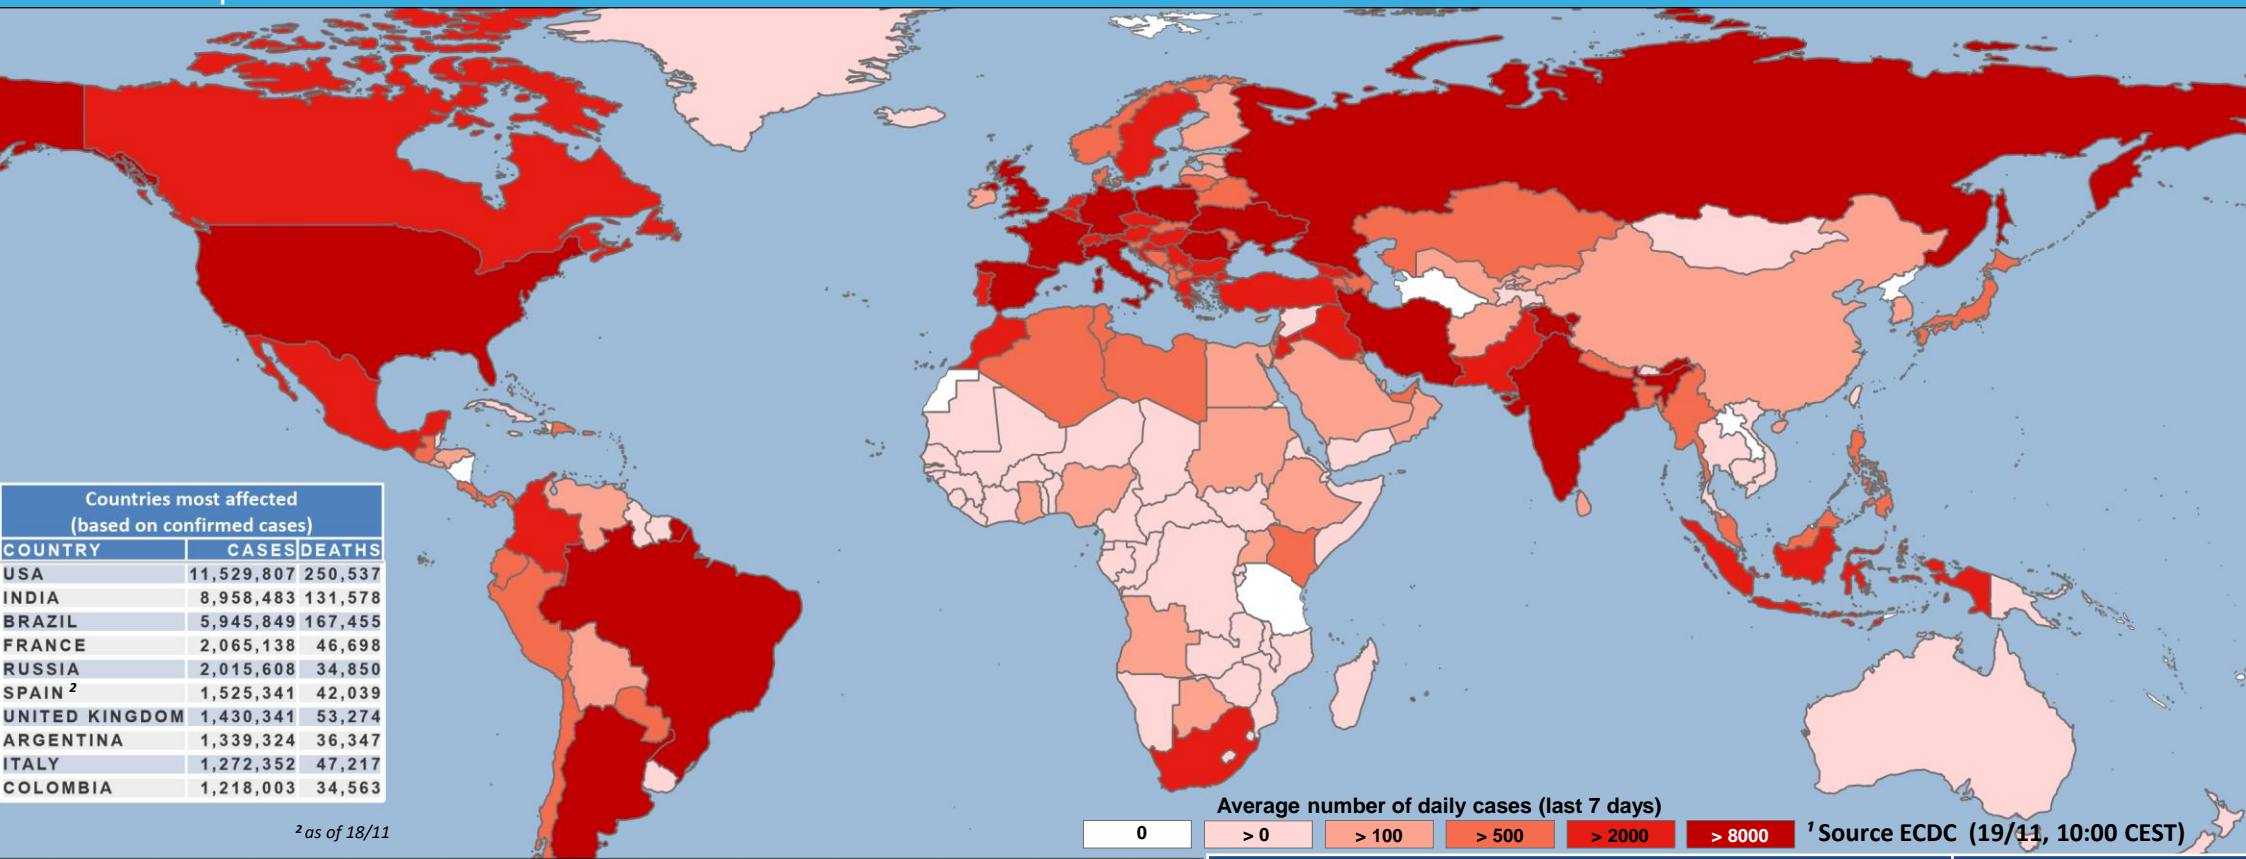 Countries most affected
(based on confirmed cases)
COUNTRY CASES DEATHS
USA 11,529,807 250,537
INDIA 8,958,483 131,578
BRAZIL 5,945,849 167,455
FRANCE 2,065,138 46,698
RUSSIA 2,015,608 34,850
SPAIN ² 1,525,341 42,039
UNITED KINGDOM 1,430,341 53,274
ARGENTINA 1,339,324 36,347
ITALY 1,272,352 47,217
COLOMBIA 1,218,003 34,563
² as of 18/11
Average number of daily cases (last 7 days)
0 > 0 > 100 > 500 > 2000 > 8000
¹ Source ECDC (19/11, 10:00 CEST)